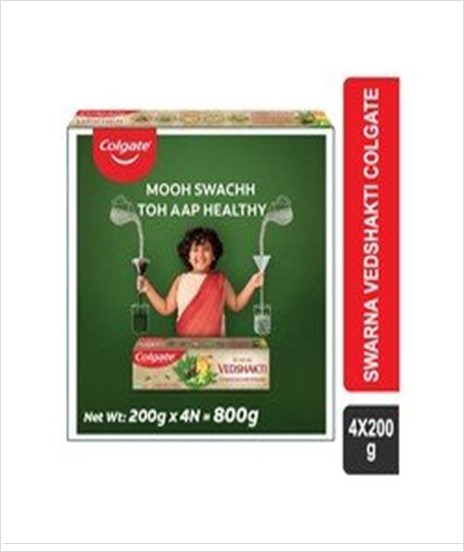 Colgate
MOOH SWACHH
TOH AAP HEALTHY
Colgate
VEDSHAKTI
Net Wt: 200g x 4N = 800g
SWARNA VEDSHAKTI COLGATE
4X200
g